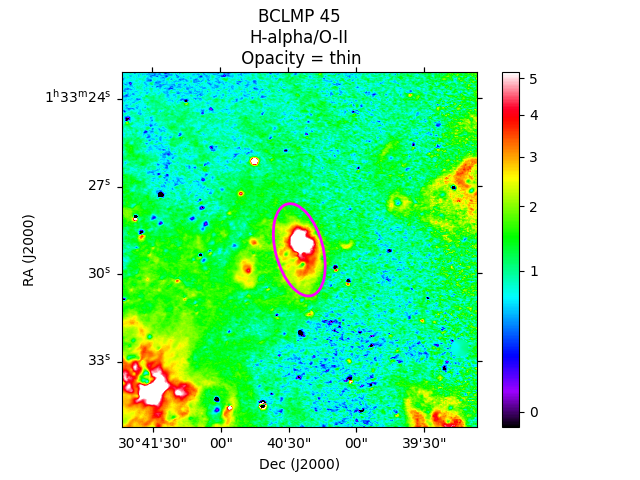 BCLMP 45
H-alpha/O-II
Opacity = thin
1ʰ33ᵐ24ˢ
27ˢ
30ˢ
33ˢ
RA (J2000)
30°41'30" 00" 40'30" 00" 39'30"
Dec (J2000)
5
4
3
2
1
0